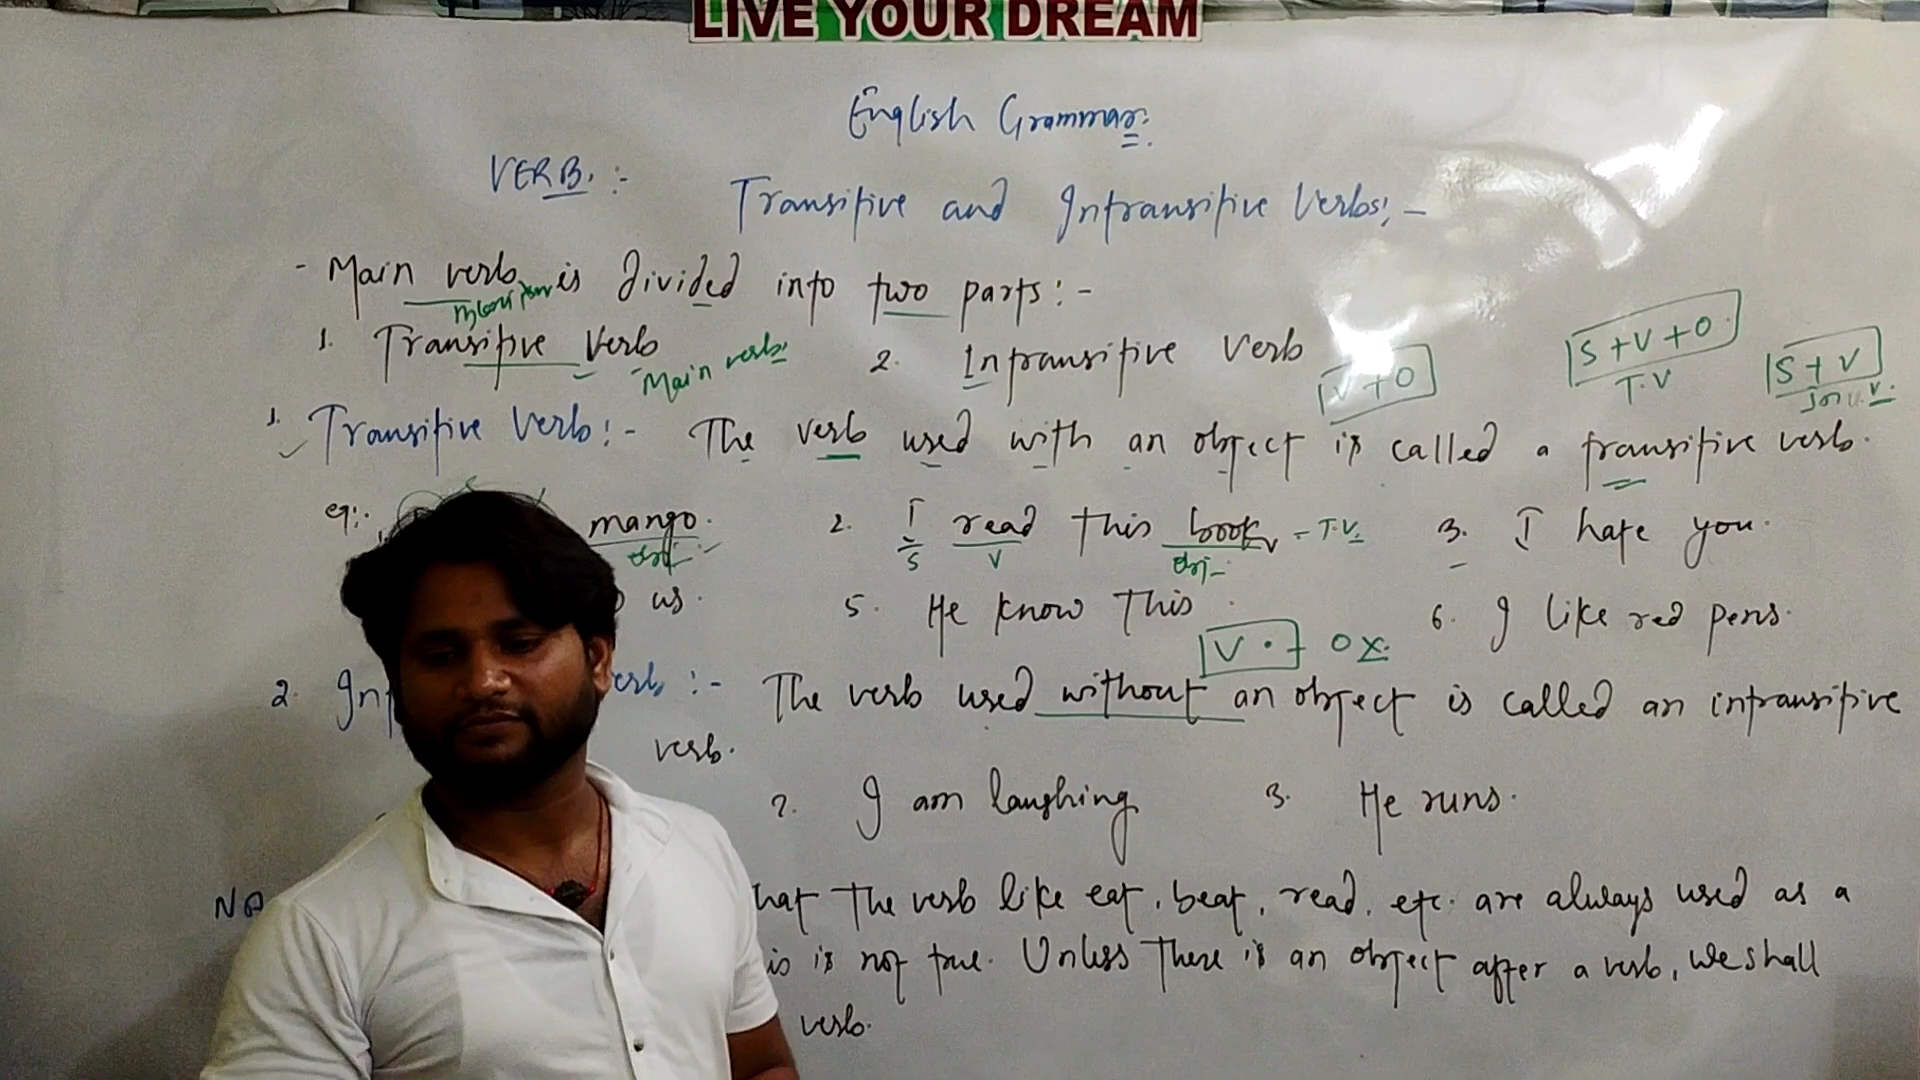 LIVE YOUR DREAM
English Grammar:
VERB. :-
Transitive and Intransitive Verbs:-
- Main verb is divided into two parts:-
1. Transitive Verb Main verb 2. Intransitive Verb
V+O
S+V+O
T.V
S+V
1. Transitive Verb:- The verb used with an object is called a transitive verb.
eg:. mango. 2. I read this book - T.V. 3. I hate you.
obj S V obj
us. 5. He know this. 6. I like red pens.
V. + O X.
2. verb :- The verb used without an object is called an intransitive
verb.
2. I am laughing 3. He runs.
that the verb like eat, beat, read, etc. are always used as a
is not true. Unless there is an object after a verb, we shall
verb.